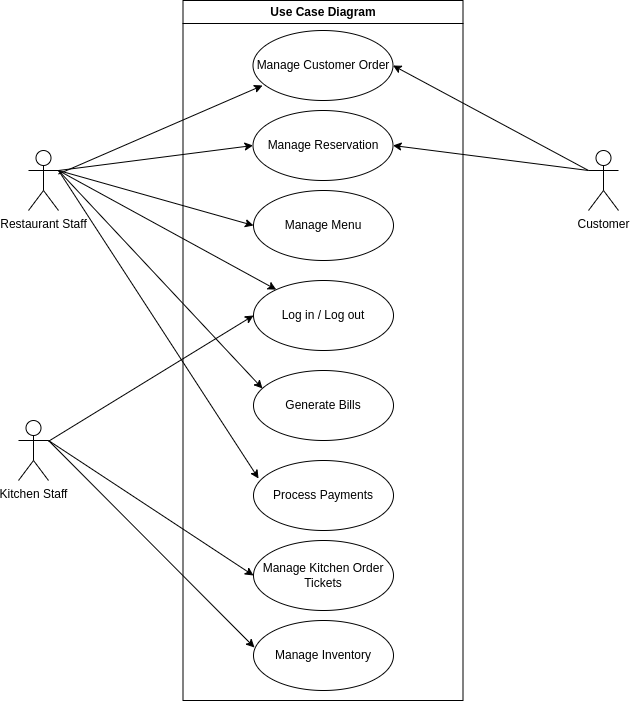 Use Case Diagram
Manage Customer Order
Manage Reservation
Restaurant Staff
Customer
Manage Menu
Log in / Log out
Generate Bills
Kitchen Staff
Process Payments
Manage Kitchen Order
Tickets
Manage Inventory